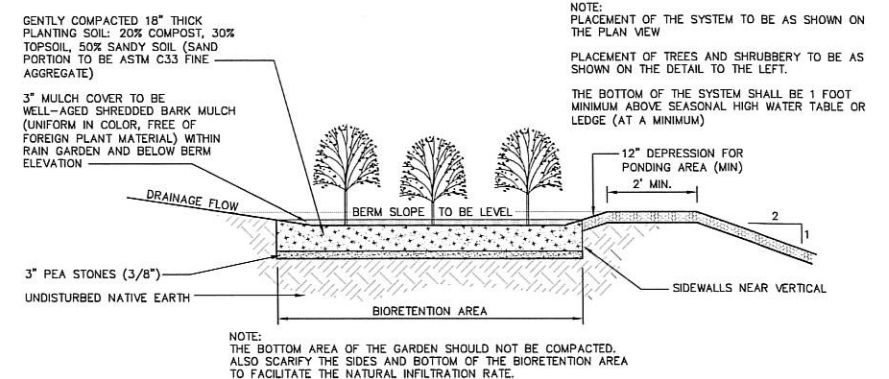 GENTLY COMPACTED 18" THICK
PLANTING SOIL: 20% COMPOST, 30%
TOPSOIL, 50% SANDY SOIL (SAND
PORTION TO BE ASTM C33 FINE
AGGREGATE)
3" MULCH COVER TO BE
WELL-AGED SHREDDED BARK MULCH
(UNIFORM IN COLOR, FREE OF
FOREIGN PLANT MATERIAL) WITHIN
RAIN GARDEN AND BELOW BERM
ELEVATION
NOTE:
PLACEMENT OF THE SYSTEM TO BE AS SHOWN ON
THE PLAN VIEW
PLACEMENT OF TREES AND SHRUBBERY TO BE AS
SHOWN ON THE DETAIL TO THE LEFT.
THE BOTTOM OF THE SYSTEM SHALL BE 1 FOOT
MINIMUM ABOVE SEASONAL HIGH WATER TABLE OR
LEDGE (AT A MINIMUM)
12" DEPRESSION FOR
PONDING AREA (MIN)
2' MIN.
DRAINAGE FLOW
BERM SLOPE TO BE LEVEL
2
1
3" PEA STONES (3/8")
SIDEWALLS NEAR VERTICAL
UNDISTURBED NATIVE EARTH
BIORETENTION AREA
NOTE:
THE BOTTOM AREA OF THE GARDEN SHOULD NOT BE COMPACTED.
ALSO SCARIFY THE SIDES AND BOTTOM OF THE BIORETENTION AREA
TO FACILITATE THE NATURAL INFILTRATION RATE.